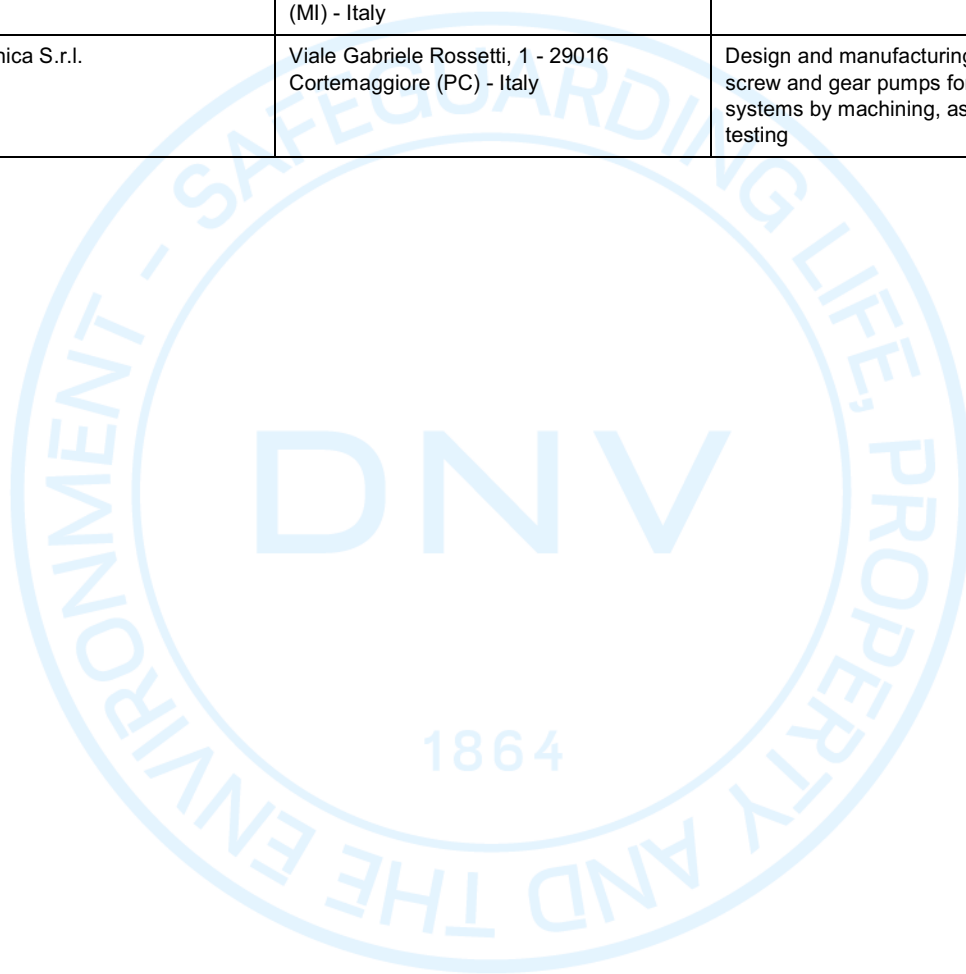 (MI) - Italy
nica S.r.l.
Viale Gabriele Rossetti, 1 - 29016
Cortemaggiore (PC) - Italy
Design and manufacturing
screw and gear pumps for
systems by machining, as
testing
SAFEGUARDING LIFE, PROPERTY AND THE ENVIRONMENT -
DNV
1864